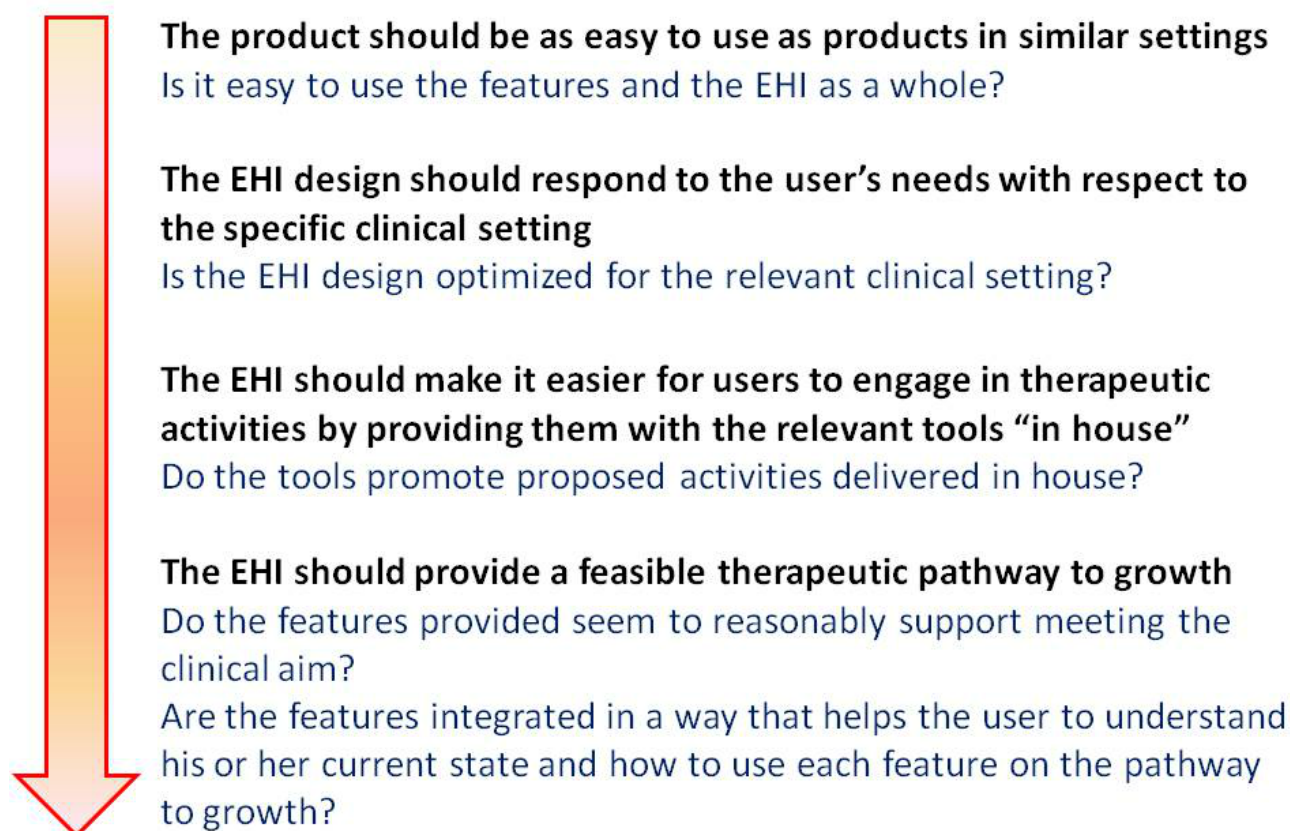 The product should be as easy to use as products in similar settings
Is it easy to use the features and the EHI as a whole?
The EHI design should respond to the user’s needs with respect to
the specific clinical setting
Is the EHI design optimized for the relevant clinical setting?
The EHI should make it easier for users to engage in therapeutic
activities by providing them with the relevant tools “in house”
Do the tools promote proposed activities delivered in house?
The EHI should provide a feasible therapeutic pathway to growth
Do the features provided seem to reasonably support meeting the
clinical aim?
Are the features integrated in a way that helps the user to understand
his or her current state and how to use each feature on the pathway
to growth?